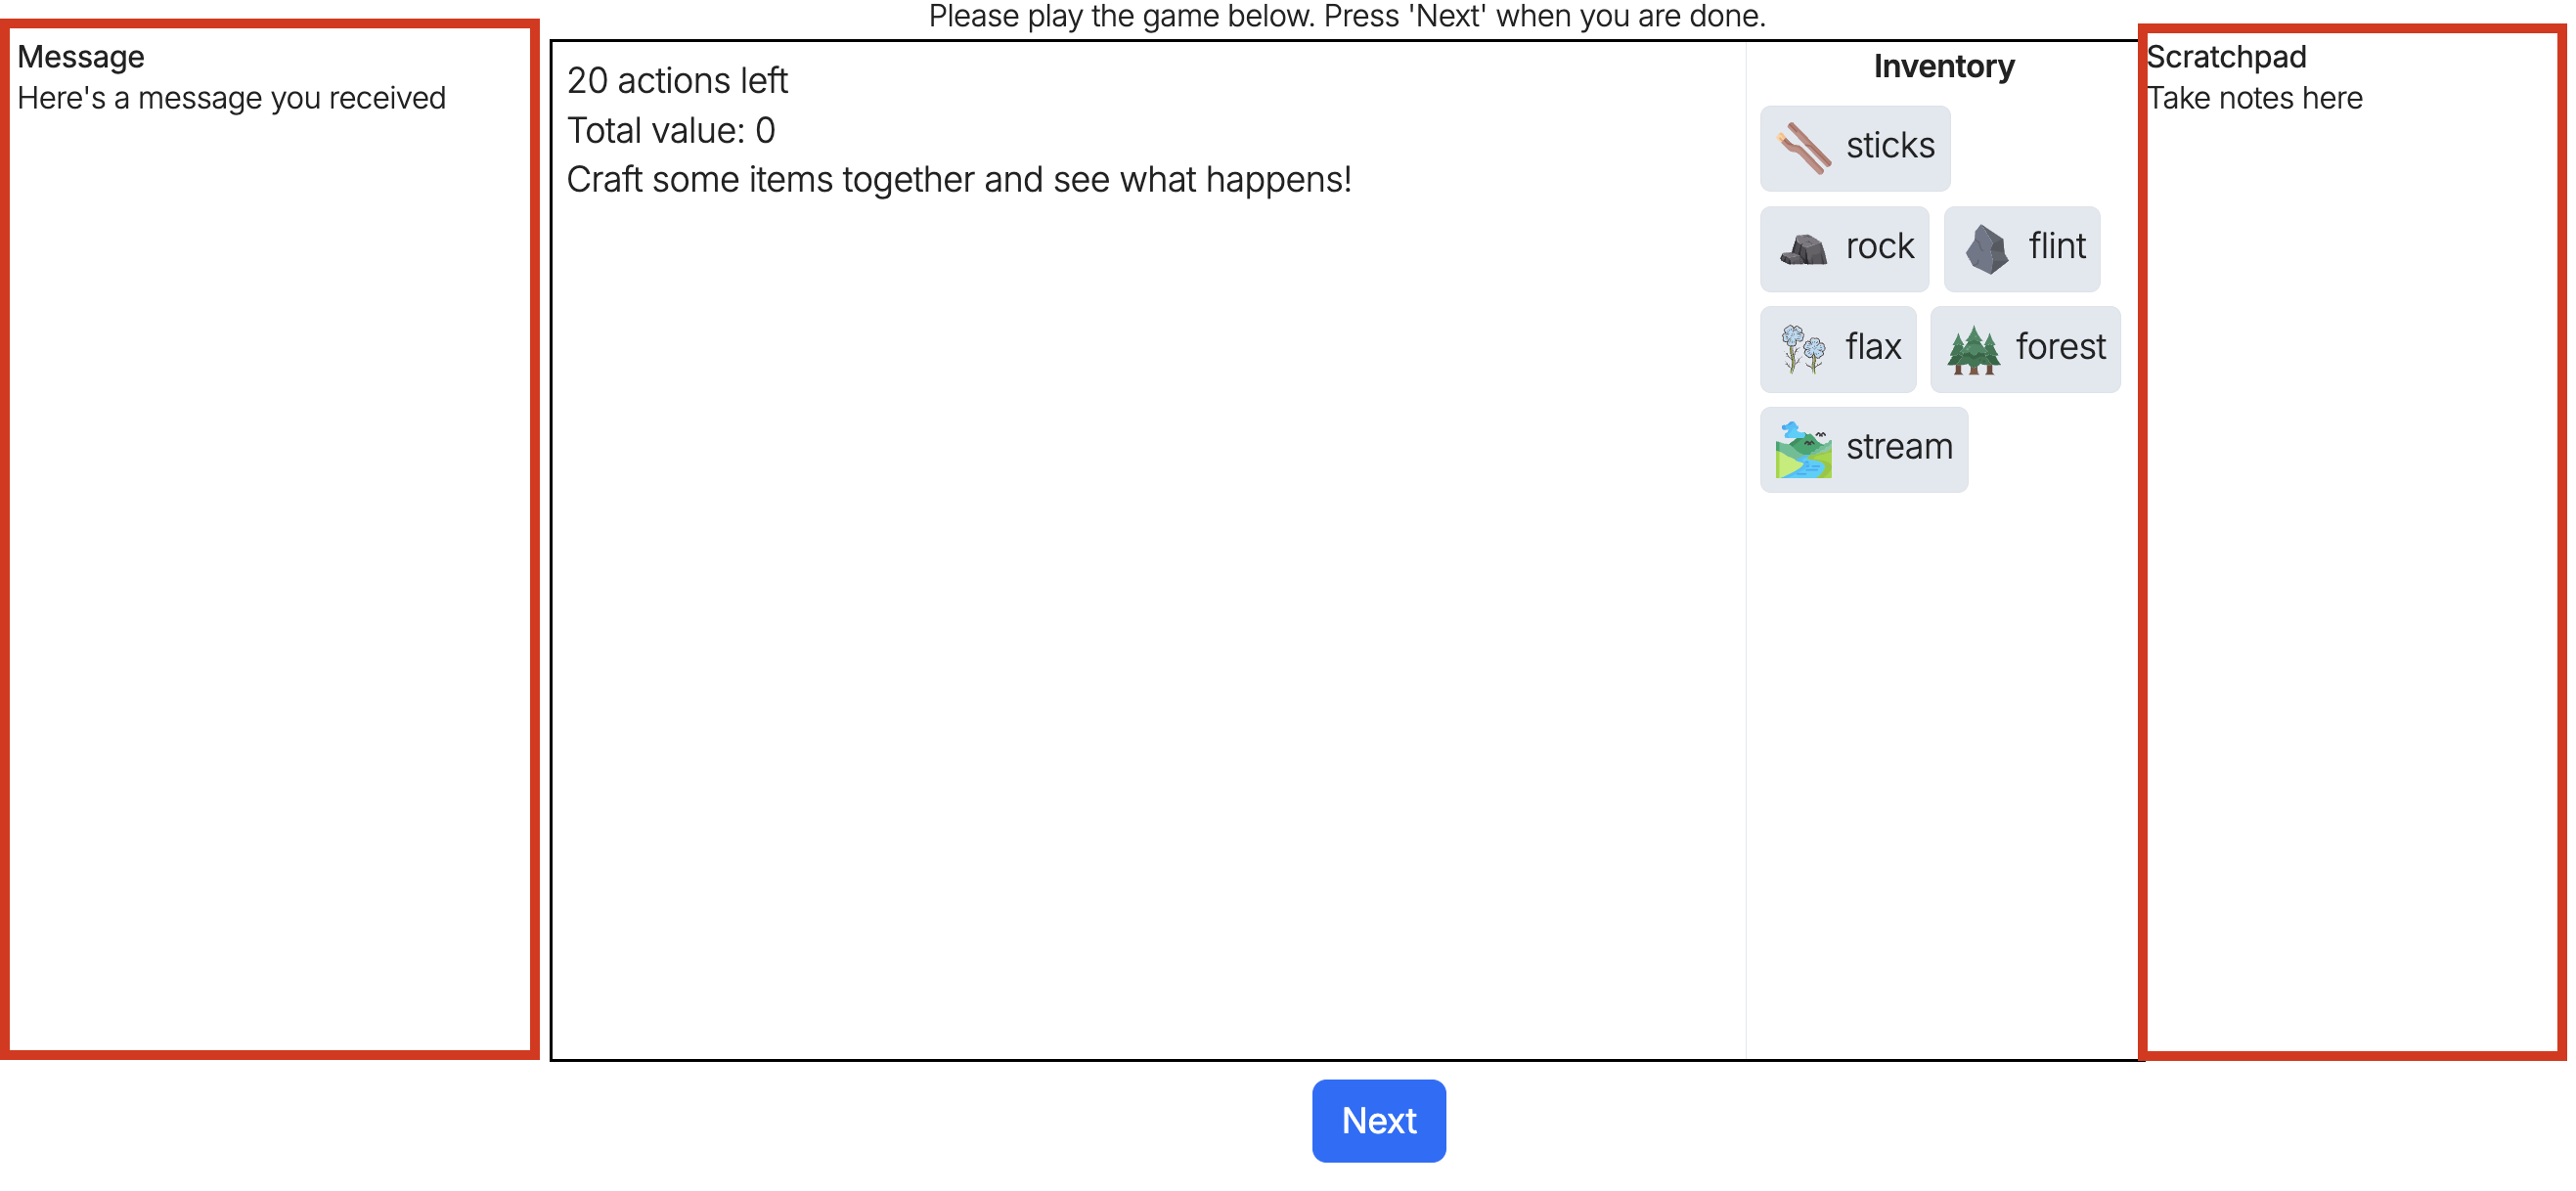 Please play the game below. Press 'Next' when you are done.
Message
Here's a message you received
20 actions left
Total value: 0
Craft some items together and see what happens!
Inventory
sticks
rock
flint
flax
forest
stream
Scratchpad
Take notes here
Next